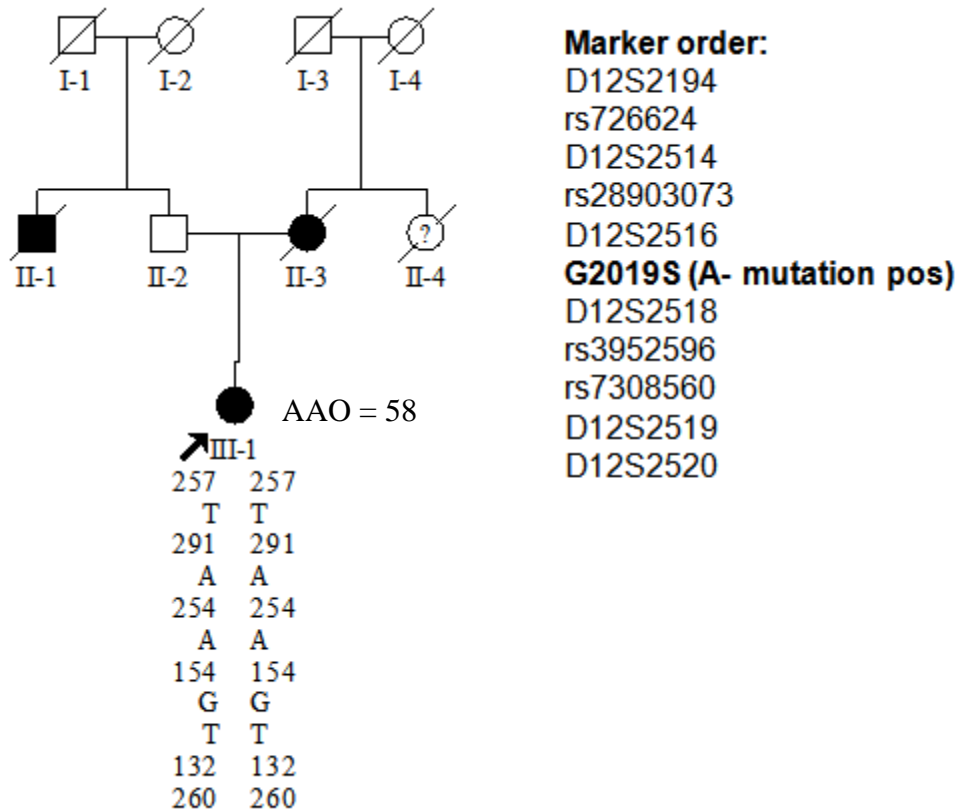 I-1 I-2 I-3 I-4
II-1 II-2 II-3 ? II-4
AAO = 58
III-1
257 257
T T
291 291
A A
254 254
A A
154 154
G G
T T
132 132
260 260
Marker order:
D12S2194
rs726624
D12S2514
rs28903073
D12S2516
G2019S (A- mutation pos)
D12S2518
rs3952596
rs7308560
D12S2519
D12S2520